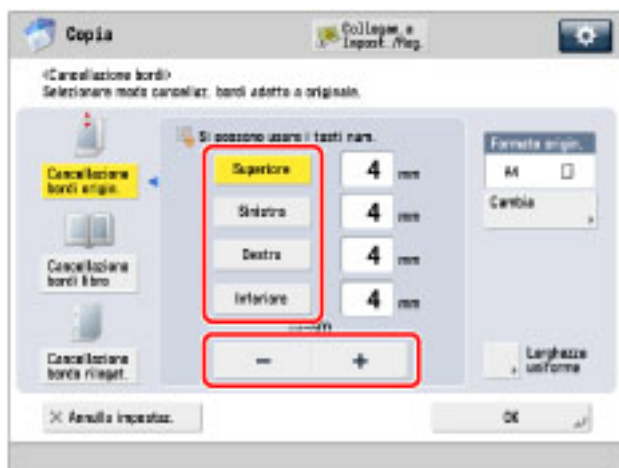 Copia
Collegam. a
Impost./Reg.
<Cancellazione bordi>
Selezionare modo cancellaz. bordi adatto a originale.
Si possono usare i tasti num.
Cancellazione
bordi origin.
Superiore
4 mm
Sinistro
4 mm
Destro
4 mm
Inferiore
4 mm
- +
Cancellazione
bordi libro
Cancellazione
bordo rilegat.
Formato origin.
A4
Cambia
Larghezza
uniforme
× Annulla impostaz.
OK